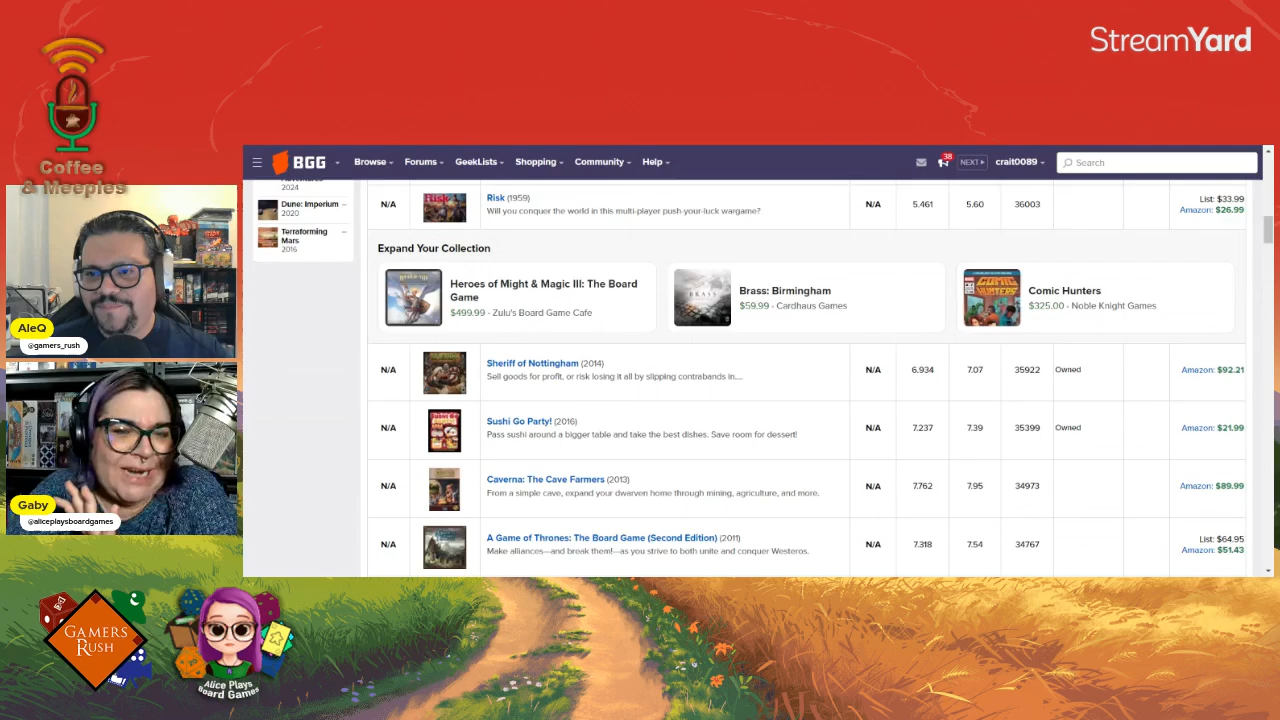 StreamYard
Coffee
& Meeples
BGG
Browse
Forums
GeekLists
Shopping
Community
Help
38
NEXT
crait0089
Search
2024
Dune: Imperium
2020
Terraforming
Mars
2016
N/A
Risk (1959)
Will you conquer the world in this multi-player push-your-luck wargame?
N/A
5.461
5.60
36003
List: $33.99
Amazon: $26.99
Expand Your Collection
Heroes of Might & Magic III: The Board
Game
$499.99 - Zulu's Board Game Cafe
BRASS
Brass: Birmingham
$59.99 - Cardhaus Games
COMIC
HUNTERS
Comic Hunters
$325.00 - Noble Knight Games
N/A
Sheriff of Nottingham (2014)
Sell goods for profit, or risk losing it all by slipping contrabands in....
N/A
6.934
7.07
35922
Owned
Amazon: $92.21
N/A
Sushi Go Party! (2016)
Pass sushi around a bigger table and take the best dishes. Save room for dessert!
N/A
7.237
7.39
35399
Owned
Amazon: $21.99
N/A
Caverna: The Cave Farmers (2013)
From a simple cave, expand your dwarven home through mining, agriculture, and more.
N/A
7.762
7.95
34973
Amazon: $89.99
N/A
A Game of Thrones: The Board Game (Second Edition) (2011)
Make alliances—and break them!—as you strive to both unite and conquer Westeros.
N/A
7.318
7.54
34767
List: $64.95
Amazon: $51.43
AleQ
@gamers_rush
Gaby
@aliceplaysboardgames
GAMERS
RUSH
Alice Plays
Board Games